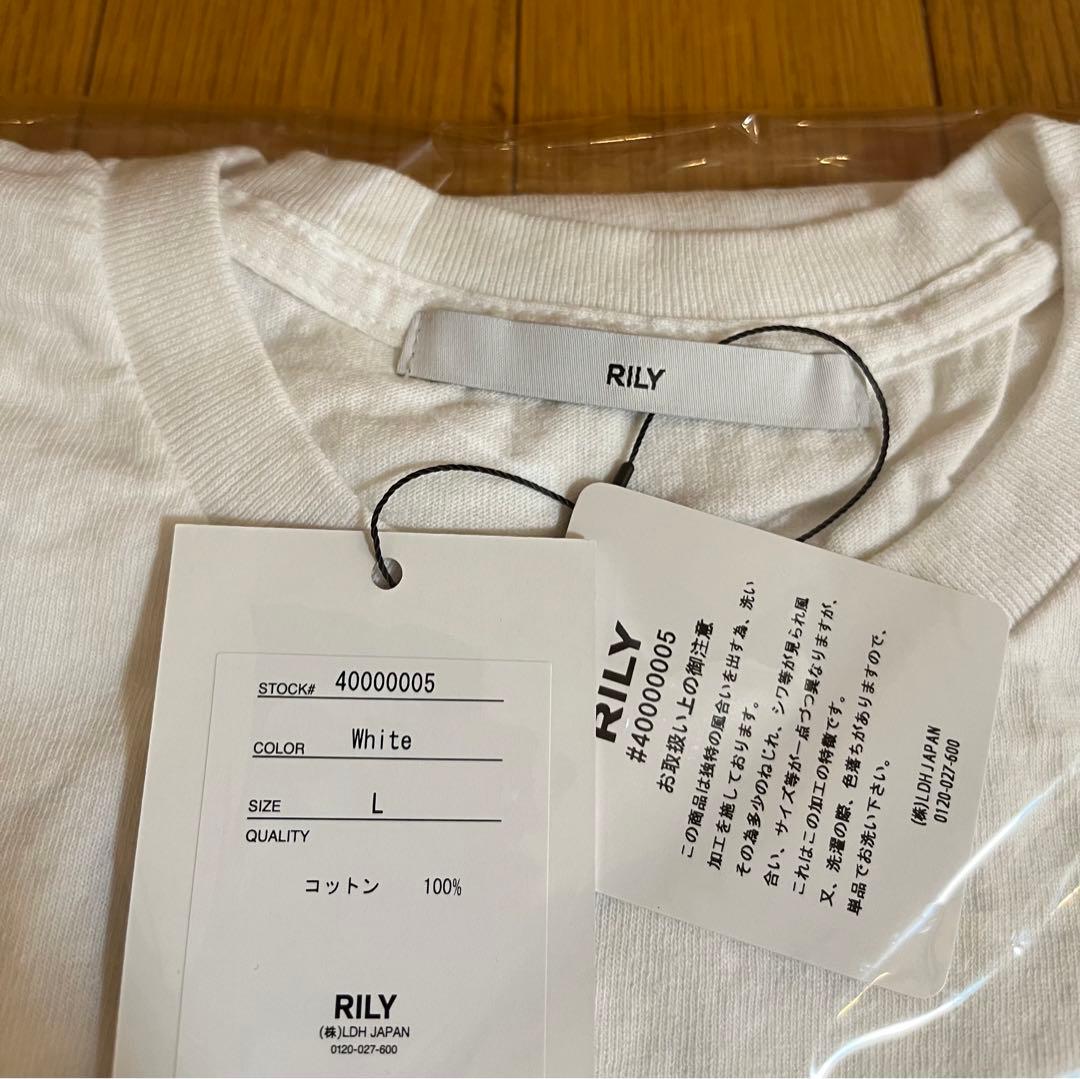 RILY
STOCK# 40000005
COLOR White
SIZE L
QUALITY
コットン 100%
RILY
(株)LDH JAPAN
0120-027-600
RILY
#40000005
お取扱い上の御注意
この商品は独特の風合いを出す為、洗い
加工を施しております。
その為多少のねじれ、シワ等が見られ風
合い、サイズ等が一点づつ異なりますが、
これはこの加工の特徴です。
又、洗濯の際、色落ちがありますので、
単品でお洗い下さい。
(株)LDH JAPAN
0120-027-600